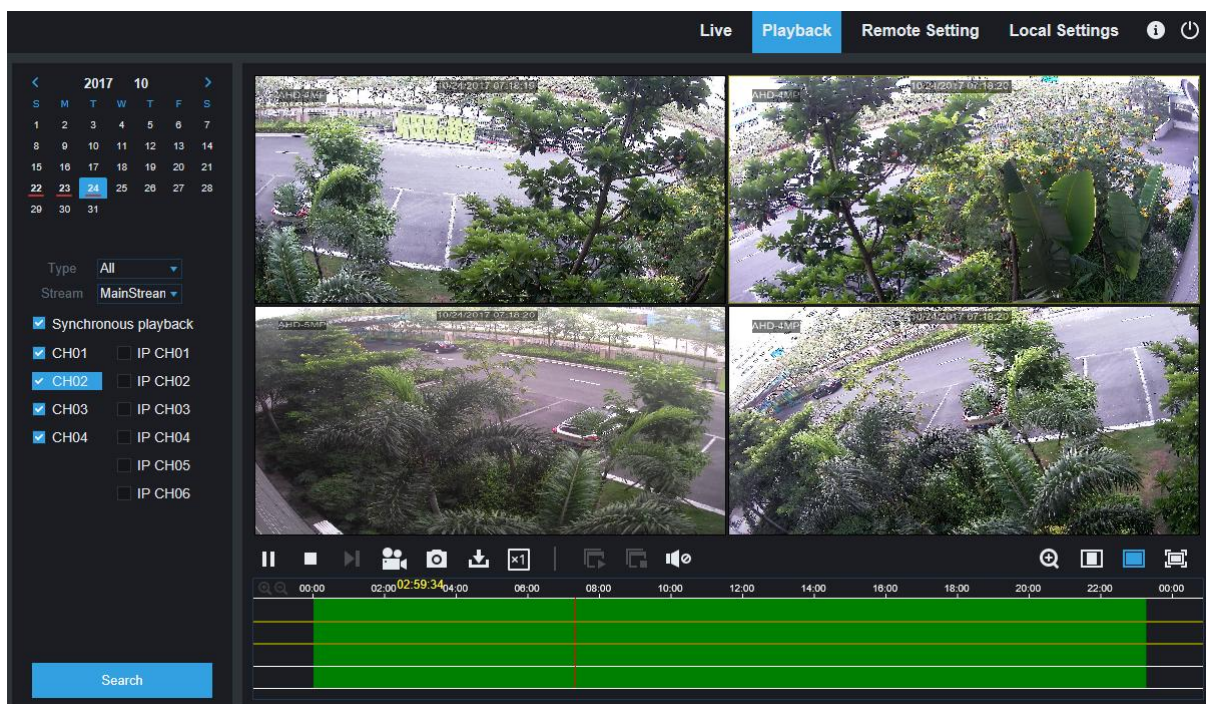 Live Playback Remote Setting Local Settings
2017 10
S M T W T F S
1 2 3 4 5 6 7
8 9 10 11 12 13 14
15 16 17 18 19 20 21
22 23 24 25 26 27 28
29 30 31
Type All
Stream MainStrean
Synchronous playback
CH01 IP CH01
CH02 IP CH02
CH03 IP CH03
CH04 IP CH04
IP CH05
IP CH06
Search
AHD-4MP 10/24/2017 07:18:19
AHD-4MP 10/24/2017 07:18:20
AHD-5MP 10/24/2017 07:18:20
AHD-4MP 10/24/2017 07:18:20
x1
00:00 02:00 02:59:34 04:00 06:00 08:00 10:00 12:00 14:00 16:00 18:00 20:00 22:00 00:00